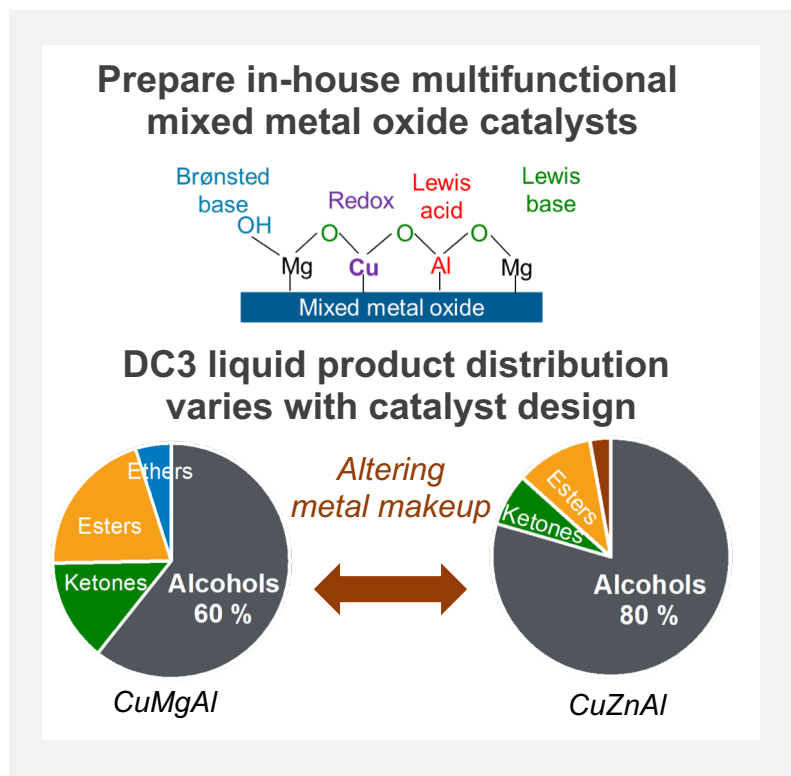 Prepare in-house multifunctional
mixed metal oxide catalysts
Brønsted
base
Redox
Lewis
acid
Lewis
base
OH
O
O
O
Mg
Cu
Al
Mg
Mixed metal oxide
DC3 liquid product distribution
varies with catalyst design
Ethers
Esters
Ketones
Alcohols
60 %
CuMgAl
Altering
metal makeup
Esters
Ketones
Alcohols
80 %
CuZnAl